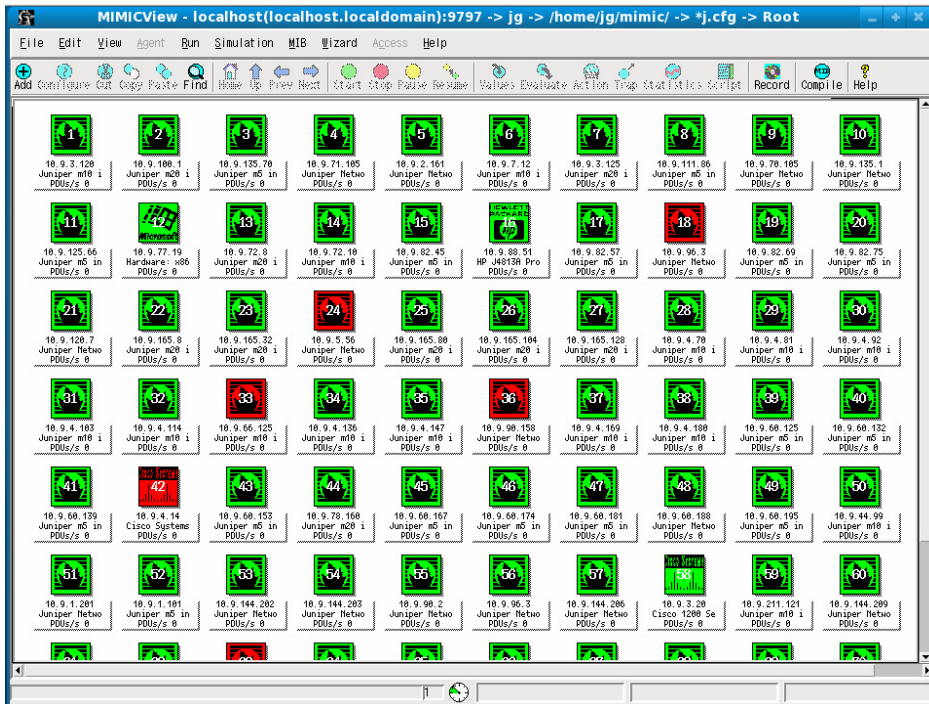 MIMICView - localhost(localhost.localdomain):9797 -> jg -> /home/jg/mimic/ -> *j.cfg -> Root
File Edit View Agent Run Simulation MIB Wizard Access Help
Add Configure Cut Copy Paste Find Home Up Prev Next Start Stop Pause Resume Values Evaluate Action Trap Statistics Script Record Compile Help
1 2 3 4 5 6 7 8 9 10
10.9.3.120 10.9.100.1 10.9.135.70 10.9.71.105 10.9.2.161 10.9.7.12 10.9.3.125 10.9.111.86 10.9.70.105 10.9.135.1
Juniper m10 i Juniper m20 i Juniper m5 in Juniper Netwo Juniper Netwo Juniper m10 i Juniper m20 i Juniper m5 in Juniper Netwo Juniper Netwo
PDUs/s 0 PDUs/s 0 PDUs/s 0 PDUs/s 0 PDUs/s 0 PDUs/s 0 PDUs/s 0 PDUs/s 0 PDUs/s 0 PDUs/s 0
11 12 Microsoft 13 14 15 HEWLETT PACKARD 16 17 18 19 20
10.9.125.66 10.9.77.19 10.9.72.8 10.9.72.10 10.9.82.45 10.9.88.51 10.9.82.57 10.9.96.3 10.9.82.69 10.9.82.75
Juniper m5 in Hardware: x86 Juniper m20 i Juniper m10 i Juniper m5 in HP J4813A Pro Juniper m5 in Juniper Netwo Juniper m5 in Juniper m5 in
PDUs/s 0 PDUs/s 0 PDUs/s 0 PDUs/s 0 PDUs/s 0 PDUs/s 0 PDUs/s 0 PDUs/s 0 PDUs/s 0 PDUs/s 0
21 22 23 24 25 26 27 28 29 30
10.9.120.7 10.9.165.8 10.9.165.32 10.9.5.56 10.9.165.80 10.9.165.104 10.9.165.128 10.9.4.70 10.9.4.81 10.9.4.92
Juniper Netwo Juniper m20 i Juniper m20 i Juniper Netwo Juniper m20 i Juniper m20 i Juniper m20 i Juniper m10 i Juniper m10 i Juniper m10 i
PDUs/s 0 PDUs/s 0 PDUs/s 0 PDUs/s 0 PDUs/s 0 PDUs/s 0 PDUs/s 0 PDUs/s 0 PDUs/s 0 PDUs/s 0
31 32 33 34 35 36 37 38 39 40
10.9.4.103 10.9.4.114 10.9.66.125 10.9.4.136 10.9.4.147 10.9.90.158 10.9.4.169 10.9.4.180 10.9.60.125 10.9.60.132
Juniper m10 i Juniper m10 i Juniper m10 i Juniper m10 i Juniper m10 i Juniper Netwo Juniper m10 i Juniper m10 i Juniper m5 in Juniper m5 in
PDUs/s 0 PDUs/s 0 PDUs/s 0 PDUs/s 0 PDUs/s 0 PDUs/s 0 PDUs/s 0 PDUs/s 0 PDUs/s 0 PDUs/s 0
41 Cisco Systems 42 43 44 45 46 47 48 49 50
10.9.60.139 10.9.4.14 10.9.60.153 10.9.78.160 10.9.60.167 10.9.60.174 10.9.60.181 10.9.60.188 10.9.60.195 10.9.44.99
Juniper m5 in Cisco Systems Juniper m5 in Juniper m20 i Juniper m5 in Juniper m5 in Juniper m5 in Juniper Netwo Juniper m5 in Juniper m10 i
PDUs/s 0 PDUs/s 0 PDUs/s 0 PDUs/s 0 PDUs/s 0 PDUs/s 0 PDUs/s 0 PDUs/s 0 PDUs/s 0 PDUs/s 0
51 52 53 54 55 56 57 Cisco Systems 58 59 60
10.9.1.201 10.9.1.101 10.9.144.202 10.9.144.203 10.9.90.2 10.9.96.3 10.9.144.206 10.9.3.20 10.9.211.121 10.9.144.209
Juniper Netwo Juniper m5 in Juniper Netwo Juniper Netwo Juniper Netwo Juniper Netwo Juniper Netwo Cisco 1200 Se Juniper m10 i Juniper Netwo
PDUs/s 0 PDUs/s 0 PDUs/s 0 PDUs/s 0 PDUs/s 0 PDUs/s 0 PDUs/s 0 PDUs/s 0 PDUs/s 0 PDUs/s 0
1